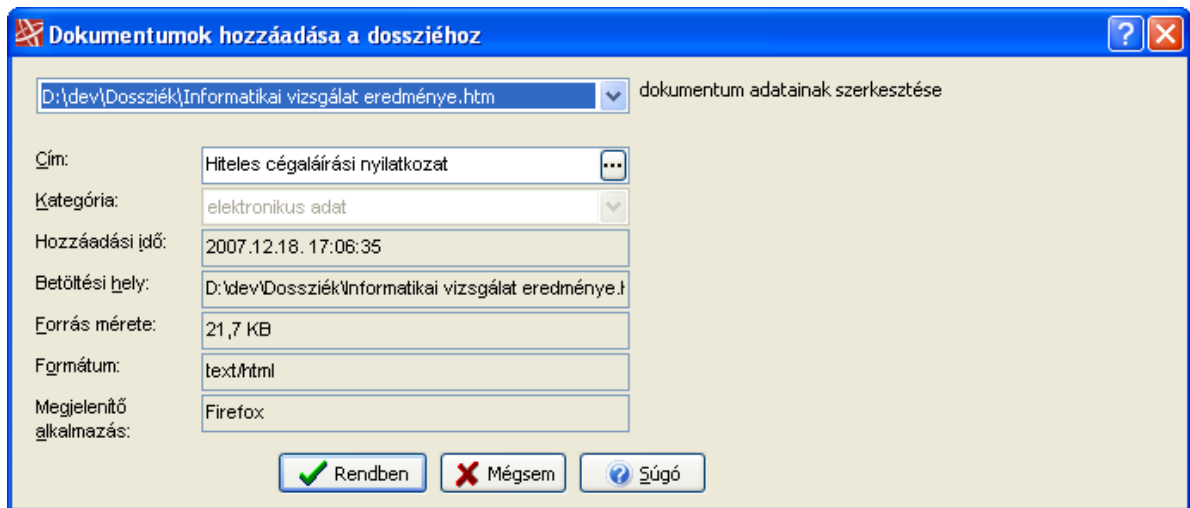 Dokumentumok hozzáadása a dossziéhoz
D:\dev\Dossziék\Informatikai vizsgálat eredménye.htm dokumentum adatainak szerkesztése
Cím: Hiteles cégaláírási nyilatkozat ...
Kategória: elektronikus adat
Hozzáadási idő: 2007.12.18. 17:06:35
Betöltési hely: D:\dev\Dossziék\Informatikai vizsgálat eredménye.h
Forrás mérete: 21,7 KB
Formátum: text/html
Megjelenítő
alkalmazás: Firefox
Rendben Mégsem Súgó